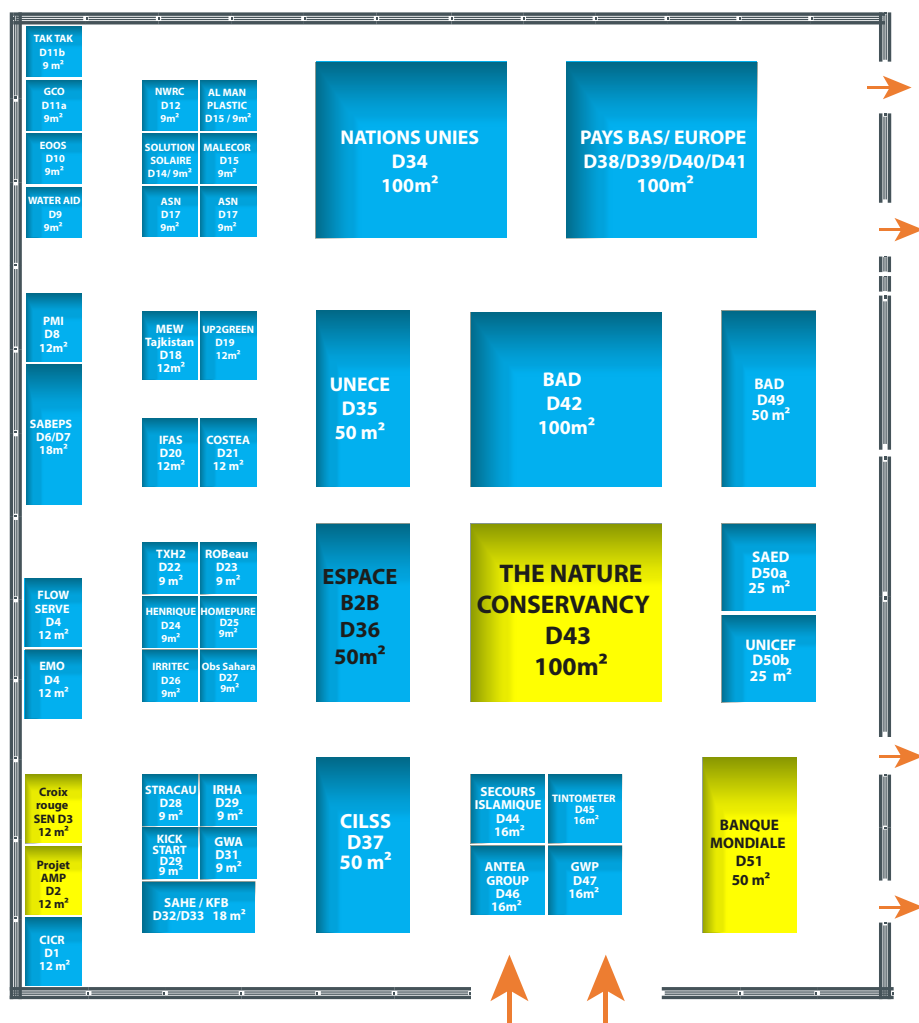 TAK TAK
D11b
9 m²
GCO
D11a
9m²
EOOS
D10
9m²
WATER AID
D9
9m²
NWRC
D12
9m²
AL MAN
PLASTIC
D15 / 9m²
SOLUTION
SOLAIRE
D14/ 9m²
MALECOR
D15
9m²
ASN
D17
9m²
ASN
D17
9m²
NATIONS UNIES
D34
100m²
PAYS BAS/ EUROPE
D38/D39/D40/D41
100m²
PMI
D8
12m²
SABEPS
D6/D7
18m²
MEW
Tajkistan
D18
12m²
UP2GREEN
D19
12m²
IFAS
D20
12m²
COSTEA
D21
12 m²
UNECE
D35
50 m²
BAD
D42
100m²
BAD
D49
50 m²
FLOW
SERVE
D4
12 m²
EMO
D4
12 m²
TXH2
D22
9 m²
ROBeau
D23
9 m²
HENRIQUE
D24
9m²
HOMEPURE
D25
9m²
IRRITEC
D26
9m²
Obs Sahara
D27
9m²
ESPACE
B2B
D36
50m²
THE NATURE
CONSERVANCY
D43
100m²
SAED
D50a
25 m²
UNICEF
D50b
25 m²
Croix
rouge
SEN D3
12 m²
Projet
AMP
D2
12 m²
CICR
D1
12 m²
STRACAU
D28
9 m²
IRHA
D29
9 m²
KICK
START
D29
9 m²
GWA
D31
9 m²
SAHE / KFB
D32/D33 18 m²
CILSS
D37
50 m²
SECOURS
ISLAMIQUE
D44
16m²
TINTOMETER
D45
16m²
ANTEA
GROUP
D46
16m²
GWP
D47
16m²
BANQUE
MONDIALE
D51
50 m²